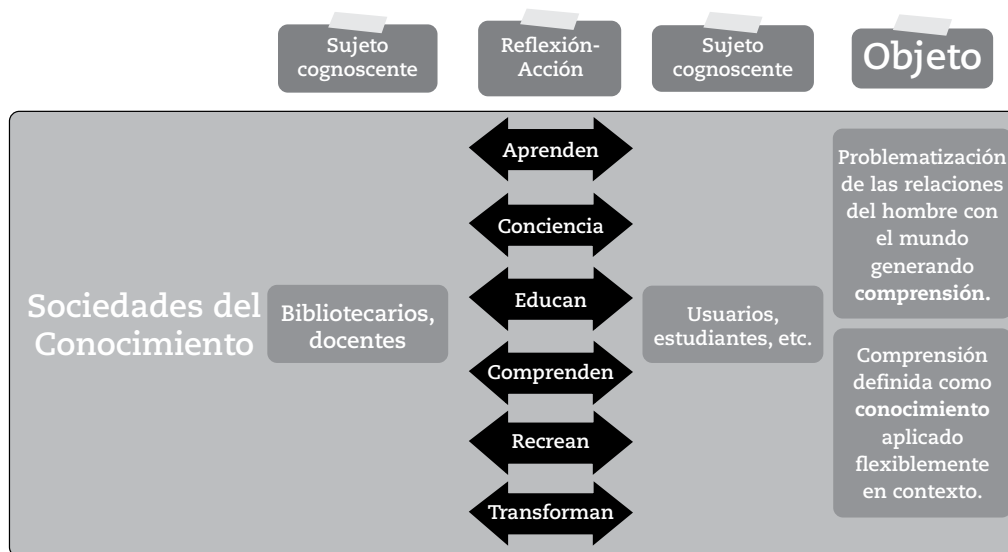 Sujeto
cognoscente
Reflexión-
Acción
Sujeto
cognoscente
Objeto
Sociedades del
Conocimiento
Bibliotecarios,
docentes
Aprenden
Conciencia
Educan
Comprenden
Recrean
Transforman
Usuarios,
estudiantes, etc.
Problematización
de las relaciones
del hombre con
el mundo
generando
comprensión.
Comprensión
definida como
conocimiento
aplicado
flexiblemente
en contexto.